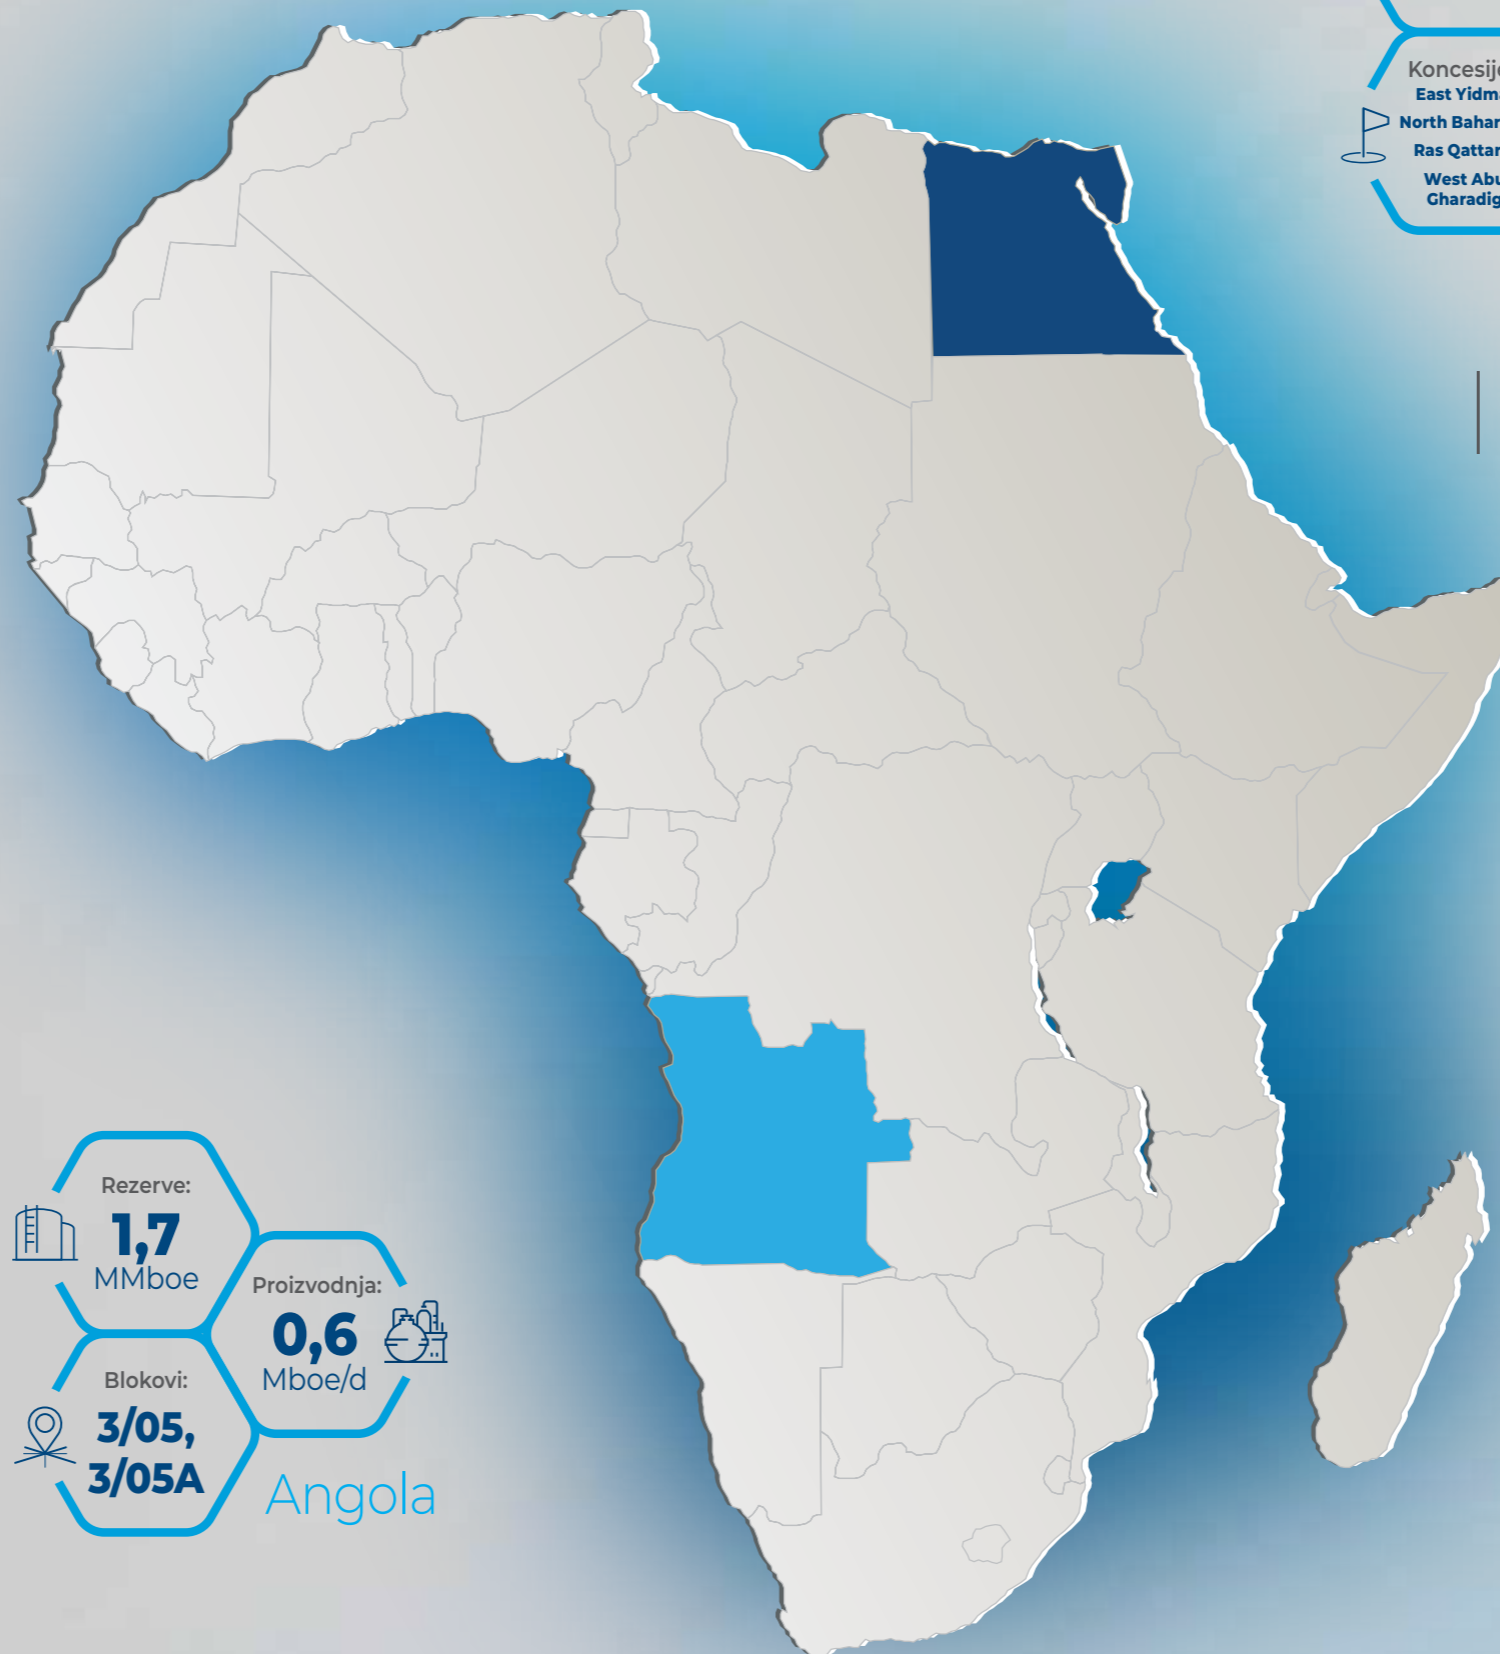 Koncesije
East Yidma
North Bahar
Ras Qattar
West Abu
Gharadig
Rezerve:
1,7
MMboe
Proizvodnja:
0,6
Mboe/d
Blokovi:
3/05,
3/05A
Angola